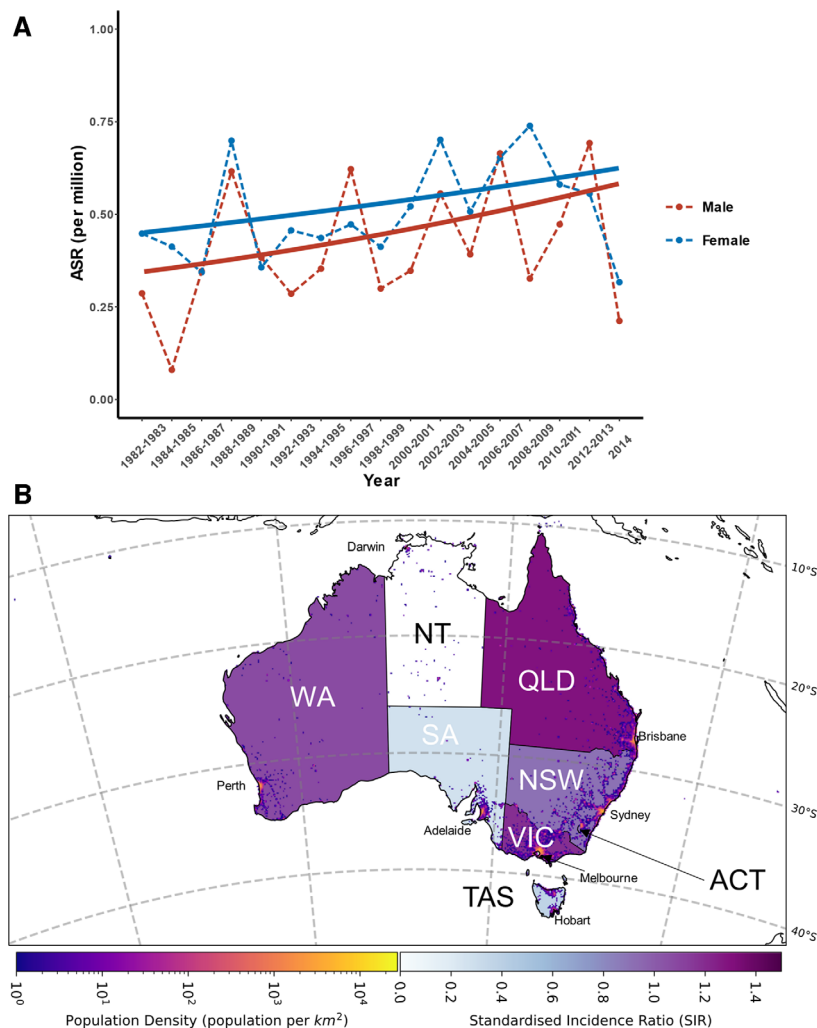 A
1.00
0.75
0.50
0.25
0.00
ASR (per million)
Male
Female
1982-1983
1984-1985
1986-1987
1988-1989
1990-1991
1992-1993
1994-1995
1996-1997
1998-1999
2000-2001
2002-2003
2004-2005
2006-2007
2008-2009
2010-2011
2012-2013
2014
Year
B
Darwin
10°S
NT
QLD
20°S
WA
SA
Brisbane
NSW
Perth
30°S
Sydney
Adelaide
VIC
Melbourne
ACT
TAS
Hobart
40°S
10⁰ 10¹ 10² 10³ 10⁴
0.0 0.2 0.4 0.6 0.8 1.0 1.2 1.4
Population Density (population per km²)
Standardised Incidence Ratio (SIR)